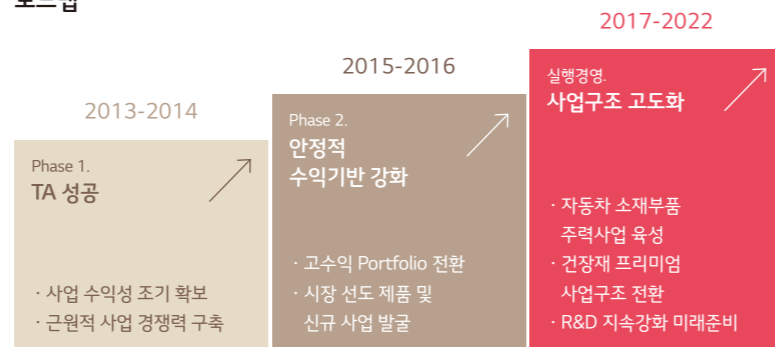 2017-2022
2015-2016
2013-2014
실행경영.
사업구조 고도화
Phase 2.
안정적
수익기반 강화
Phase 1.
TA 성공
· 자동차 소재부품
주력사업 육성
· 건장재 프리미엄
사업구조 전환
· R&D 지속강화 미래준비
· 고수익 Portfolio 전환
· 시장 선도 제품 및
신규 사업 발굴
· 사업 수익성 조기 확보
· 근원적 사업 경쟁력 구축